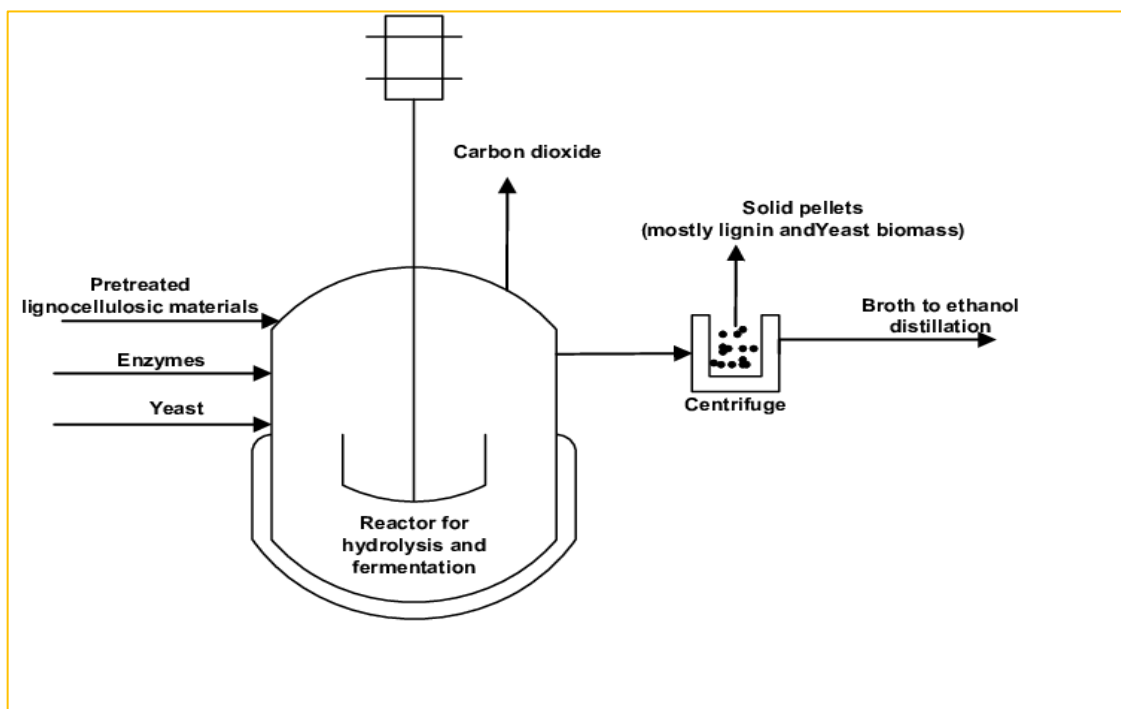 Carbon dioxide
Solid pellets
(mostly lignin andYeast biomass)
Pretreated
lignocellulosic materials
Broth to ethanol
distillation
Enzymes
Yeast
Centrifuge
Reactor for
hydrolysis and
fermentation